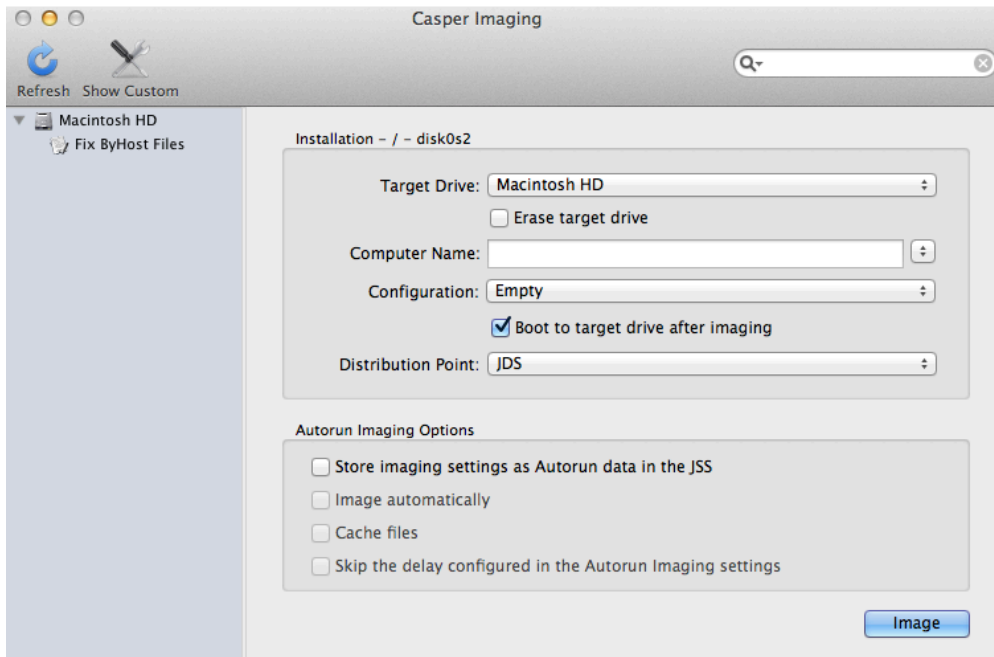 Casper Imaging
Refresh Show Custom
Macintosh HD
Fix ByHost Files
Installation – / – disk0s2
Target Drive: Macintosh HD
Erase target drive
Computer Name:
Configuration: Empty
Boot to target drive after imaging
Distribution Point: JDS
Autorun Imaging Options
Store imaging settings as Autorun data in the JSS
Image automatically
Cache files
Skip the delay configured in the Autorun Imaging settings
Image